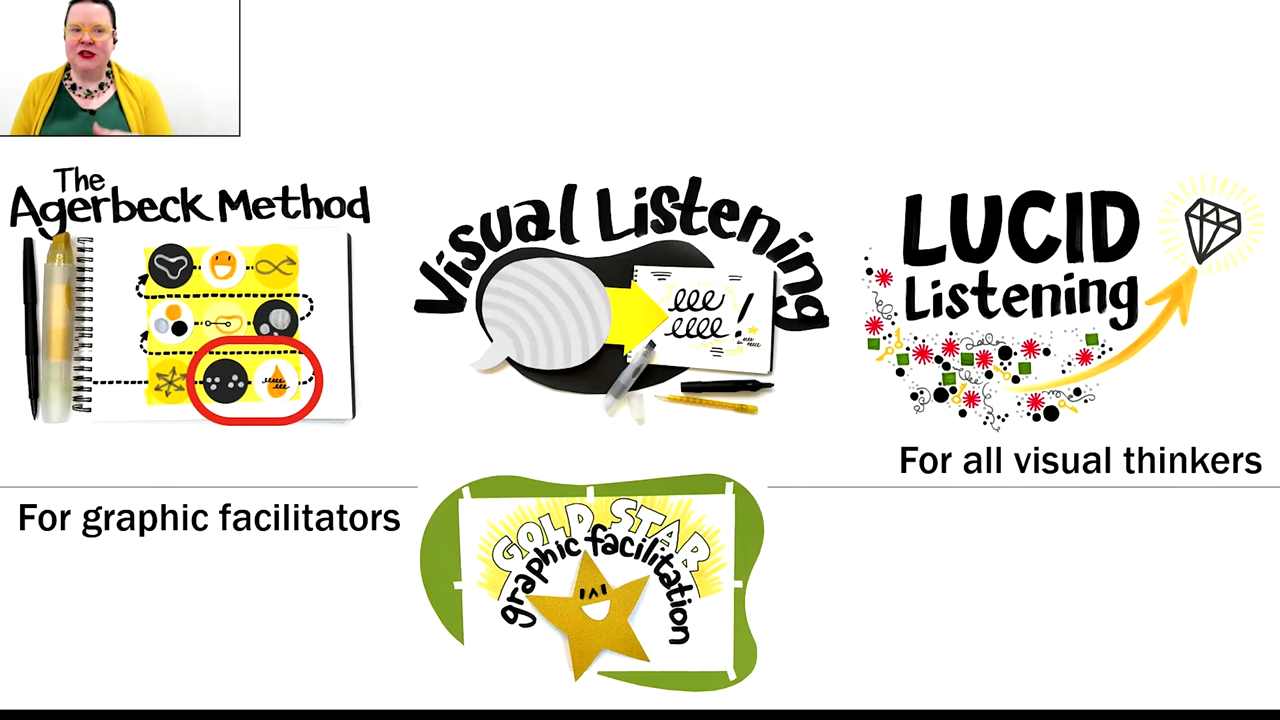 The
Agerbeck Method
Visual Listening
LUCID
Listening
For all visual thinkers
For graphic facilitators
GOLD STAR
graphic facilitation